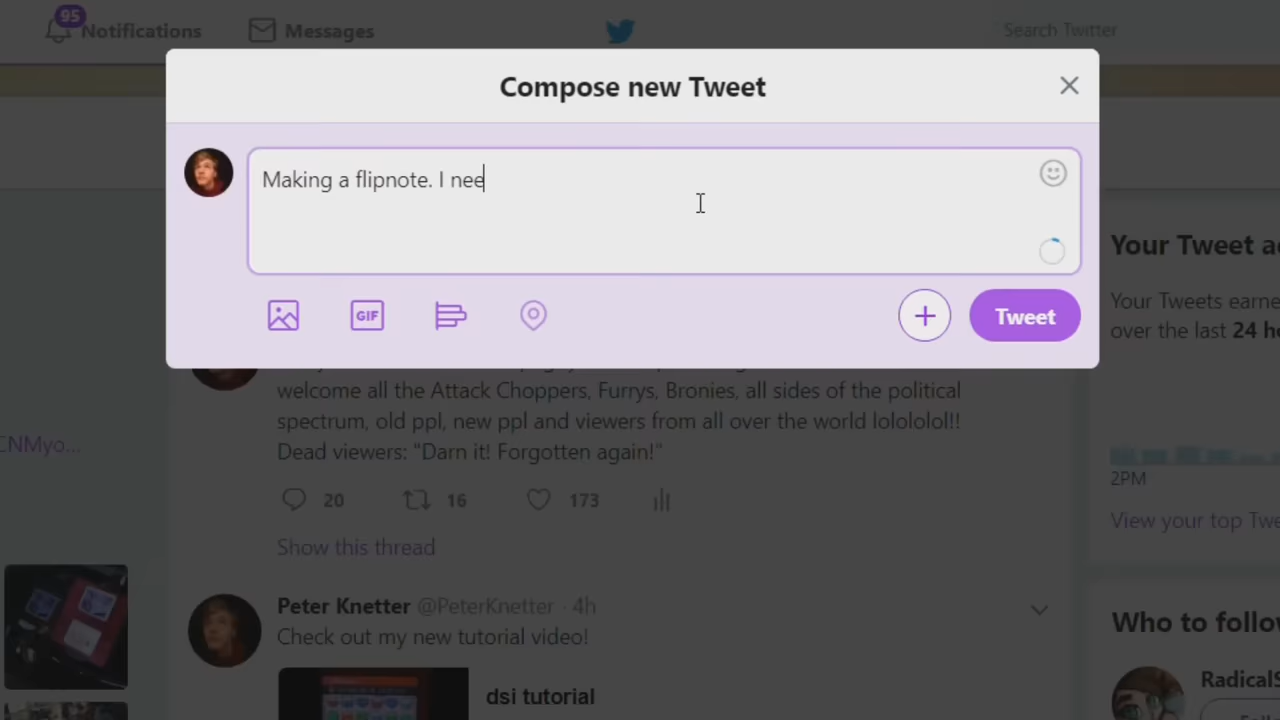 95
Notifications
Messages
Search Twitter
Compose new Tweet
Making a flipnote. I nee
GIF
Tweet
Your Tweet a
Your Tweets earne
over the last 24 h
welcome all the Attack Choppers, Furrys, Bronies, all sides of the political
spectrum, old ppl, new ppl and viewers from all over the world lolololol!!
CNMyo...
Dead viewers: "Darn it! Forgotten again!"
2PM
20
16
173
View your top Twe
Show this thread
Peter Knetter @PeterKnetter · 4h
Check out my new tutorial video!
Who to follo
RadicalS
dsi tutorial